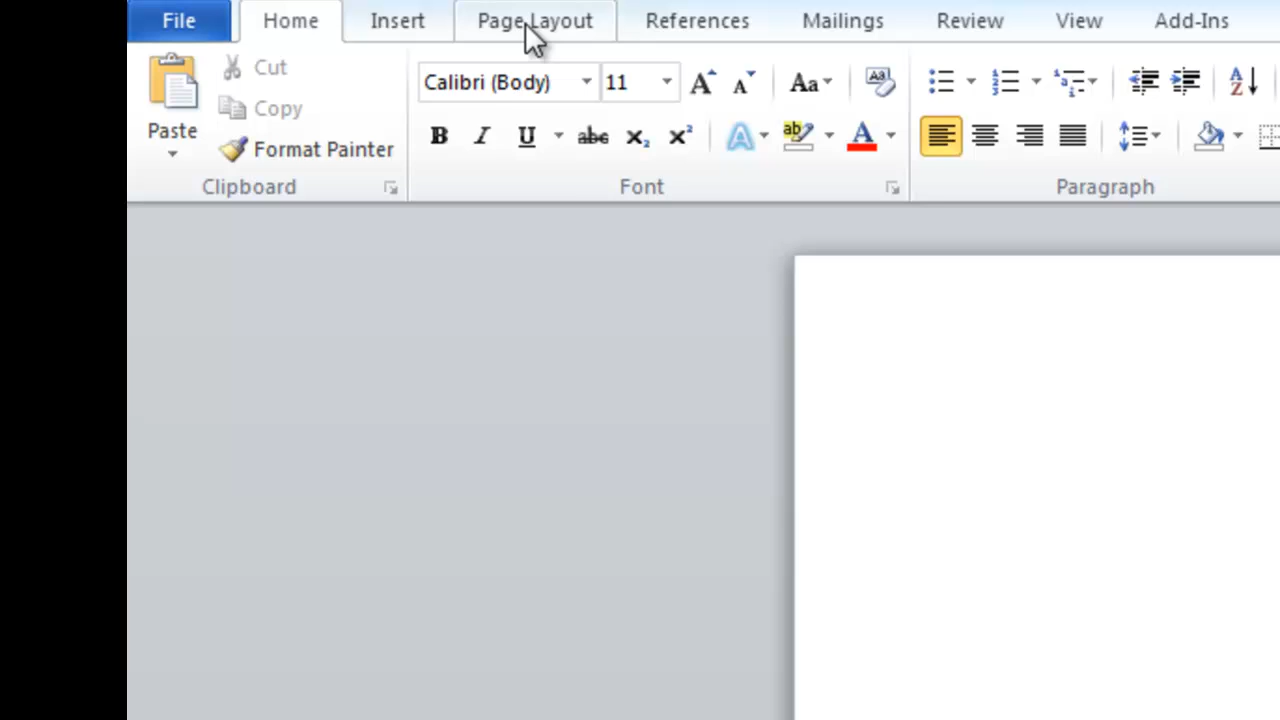 File Home Insert Page Layout References Mailings Review View Add-Ins
Cut
Calibri (Body) 11
Copy
Paste
Format Painter
Clipboard Font Paragraph